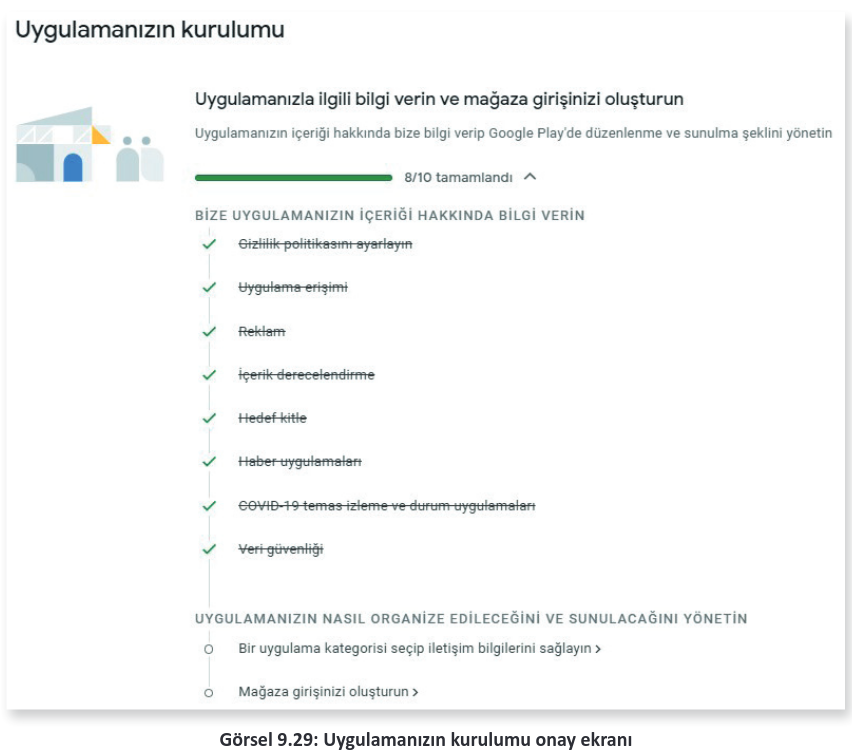 Uygulamanızın kurulumu
Uygulamanızla ilgili bilgi verin ve mağaza girişinizi oluşturun
Uygulamanızın içeriği hakkında bize bilgi verip Google Play'de düzenlenme ve sunulma şeklini yönetin
8/10 tamamlandı
BİZE UYGULAMANIZIN İÇERİĞİ HAKKINDA BİLGİ VERİN
Gizlilik politikasını ayarlayın
Uygulama erişimi
Reklam
İçerik derecelendirme
Hedef kitle
Haber uygulamaları
COVID-19 temas izleme ve durum uygulamaları
Veri güvenliği
UYGULAMANIZIN NASIL ORGANİZE EDİLECEĞİNİ VE SUNULACAĞINI YÖNETİN
Bir uygulama kategorisi seçip iletişim bilgilerini sağlayın >
Mağaza girişinizi oluşturun >
Görsel 9.29: Uygulamanızın kurulumu onay ekranı